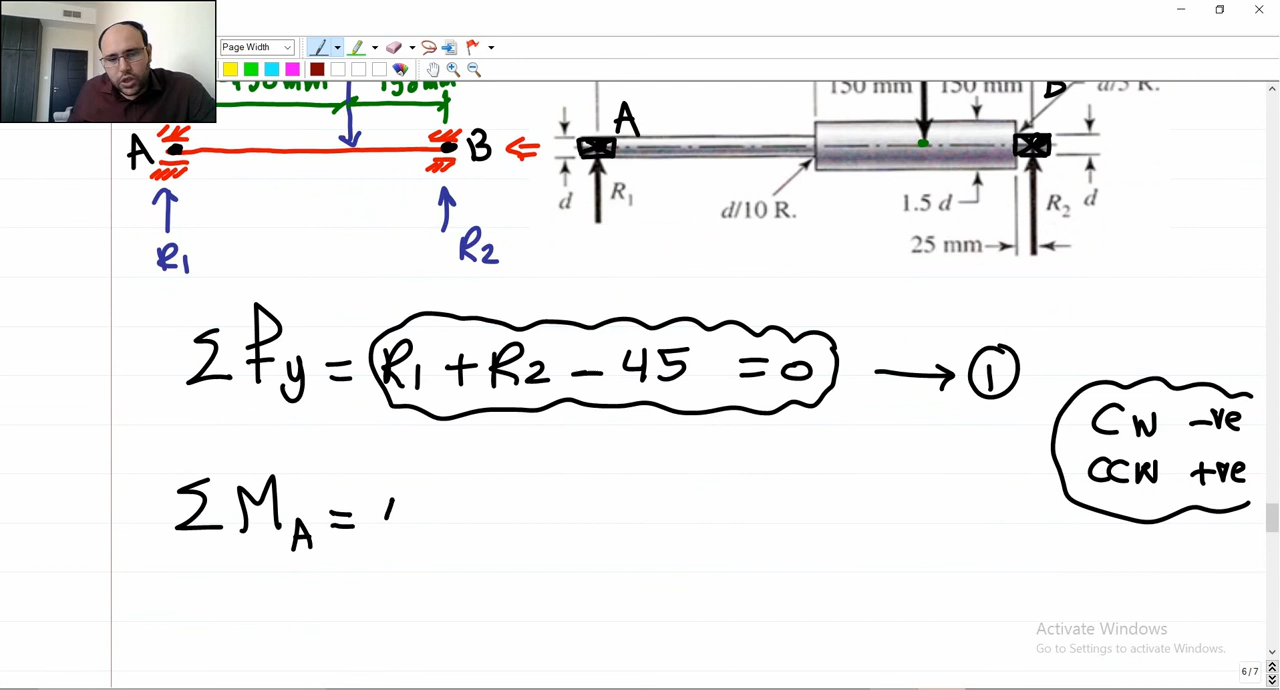 Page Width
150 mm
150 mm
A
B
A
B
R1
R2
d
R1
d/10 R.
1.5 d
R2
d
25 mm
ΣFy = R1 + R2 - 45 = 0 → ①
CW -ve
CCW +ve
ΣMA =
Activate Windows
Go to Settings to activate Windows.
6/7